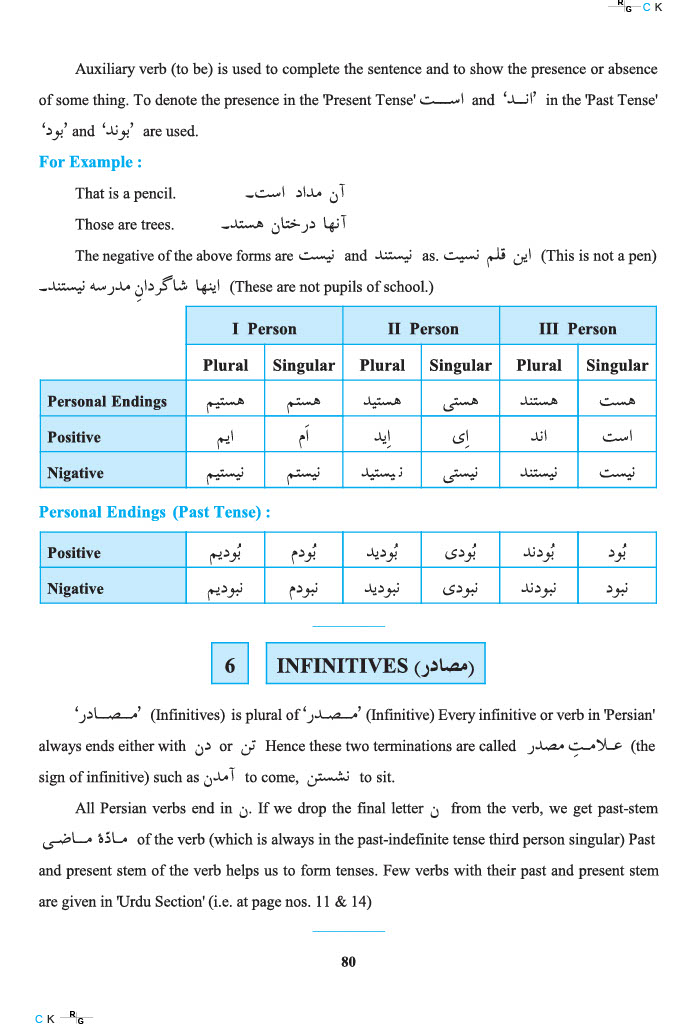 R G C K
Auxiliary verb (to be) is used to complete the sentence and to show the presence or absence
of some thing. To denote the presence in the 'Present Tense' اســت and ‘انــد’ in the 'Past Tense'
‘بود’ and ‘بوند’ are used.
For Example :
That is a pencil. آن مداد است۔
Those are trees. آنها درختان هستد۔
The negative of the above forms are نیست and نیستند as. این قلم نسیت (This is not a pen)
اینها شاگردانِ مدرسه نیستند۔ (These are not pupils of school.)
I Person II Person III Person
Plural Singular Plural Singular Plural Singular
Personal Endings هستیم هستم هستید هستی هستند هست
Positive ایم اَم اِید اِی اند است
Nigative نیستیم نیستم نیستید نیستی نیستند نیست
Personal Endings (Past Tense) :
Positive بُودیم بُودم بُودید بُودی بُودند بُود
Nigative نبودیم نبودم نبودید نبودی نبودند نبود
6 INFINITIVES (مصادر)
‘مــصــادر’ (Infinitives) is plural of ‘مــصــدر’ (Infinitive) Every infinitive or verb in 'Persian'
always ends either with دن or تن Hence these two terminations are called علامتِ مصدر (the
sign of infinitive) such as آمدن to come, نشستن to sit.
All Persian verbs end in ن. If we drop the final letter ن from the verb, we get past-stem
مادّۀ ماضی of the verb (which is always in the past-indefinite tense third person singular) Past
and present stem of the verb helps us to form tenses. Few verbs with their past and present stem
are given in 'Urdu Section' (i.e. at page nos. 11 & 14)
80
C K R G